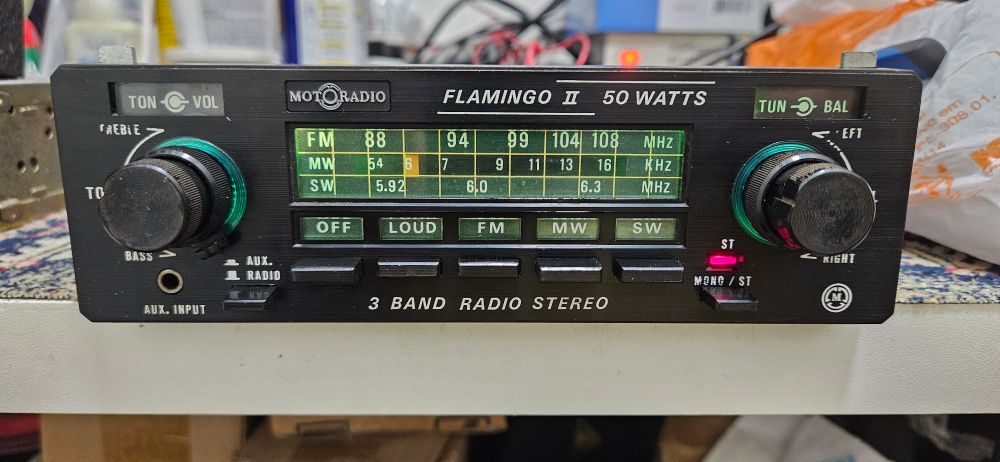 TON VOL
MOTORADIO
FLAMINGO II 50 WATTS
TUN BAL
TREBLE
BASS
FM 88 94 99 104 108 MHz
MW 54 6 7 9 11 13 16 KHz
SW 5.92 6.0 6.3 MHz
OFF LOUD FM MW SW
LEFT
RIGHT
AUX.
RADIO
AUX. INPUT
3 BAND RADIO STEREO
ST
MONO / ST
M